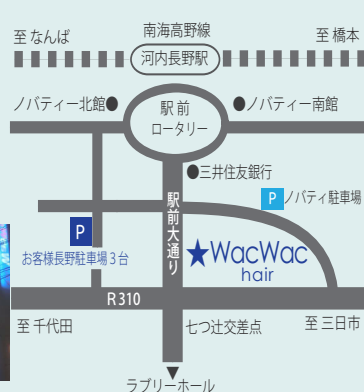 南海高野線
至 なんば
至 橋本
河内長野駅
ノバティー北館●
駅 前
ロータリー
●ノバティー南館
●三井住友銀行
P ノバティ駐車場
駅前大通り
P
お客様長野駐車場３台
★WacWac
hair
R310
至 千代田
七つ辻交差点
至 三日市
▼
ラブリーホール